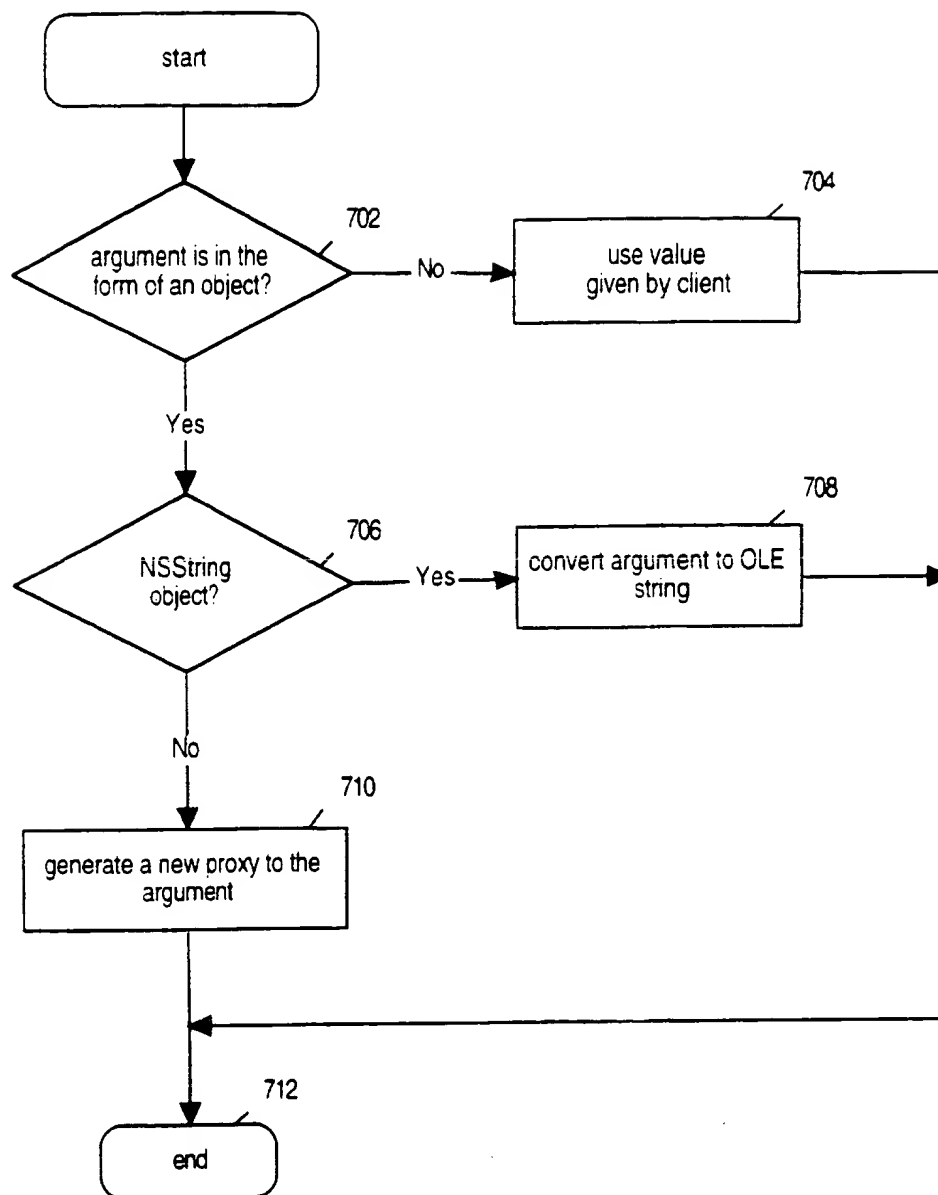 start
702
argument is in the
form of an object?
No
704
use value
given by client
Yes
706
NSString
object?
Yes
708
convert argument to OLE
string
No
710
generate a new proxy to the
argument
712
end